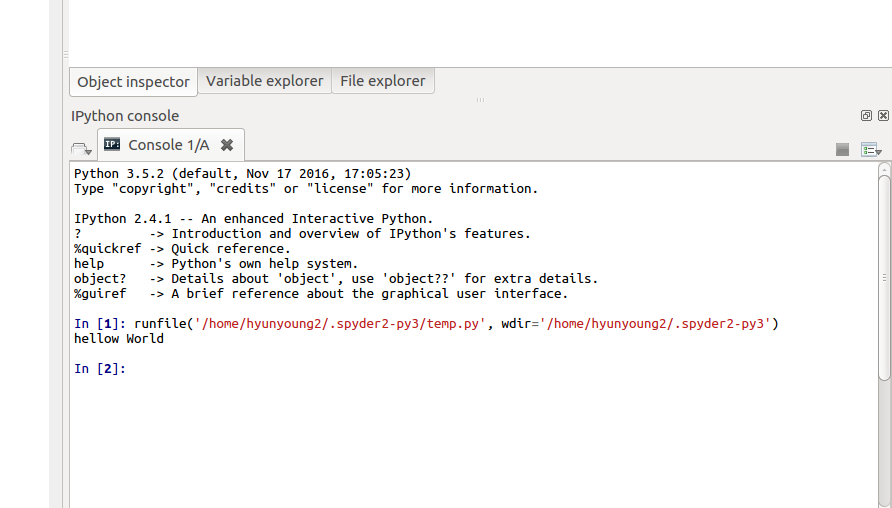 Object inspector Variable explorer File explorer
IPython console
IP: Console 1/A
Python 3.5.2 (default, Nov 17 2016, 17:05:23)
Type "copyright", "credits" or "license" for more information.
IPython 2.4.1 -- An enhanced Interactive Python.
?         -> Introduction and overview of IPython's features.
%quickref -> Quick reference.
help      -> Python's own help system.
object?   -> Details about 'object', use 'object??' for extra details.
%guiref   -> A brief reference about the graphical user interface.
In [1]: runfile('/home/hyunyoung2/.spyder2-py3/temp.py', wdir='/home/hyunyoung2/.spyder2-py3')
hellow World
In [2]: